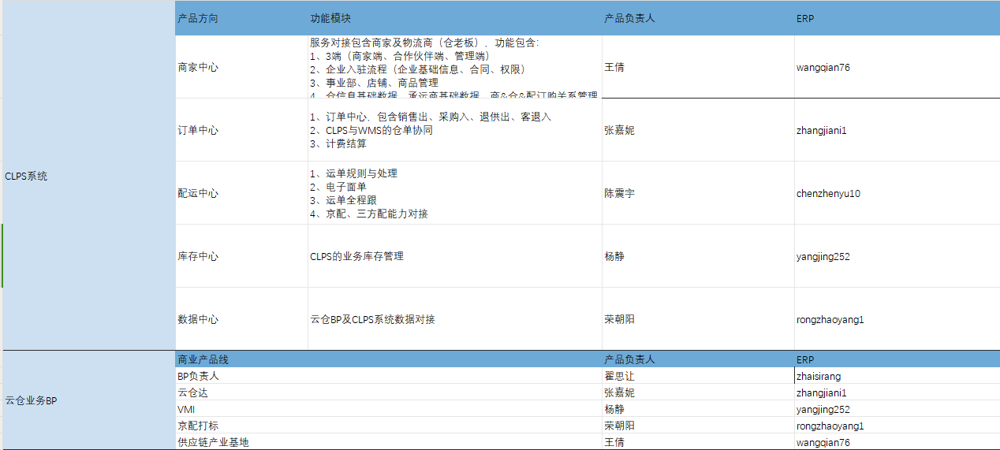 产品方向 功能模块 产品负责人 ERP
CLPS系统
商家中心
服务对接包含商家及物流商（仓老板），功能包含：
1、3端（商家端、合作伙伴端、管理端）
2、企业入驻流程（企业基础信息、合同、权限）
3、事业部、店铺、商品管理
4、仓信息基础数据、承运商基础数据、商&仓&配订购关系管理
王倩 wangqian76
订单中心
1、订单中心，包含销售出、采购入、退供出、客退入
2、CLPS与WMS的仓单协同
3、计费结算
张嘉妮 zhangjiani1
配运中心
1、运单规则与处理
2、电子面单
3、运单全程跟
4、京配、三方配能力对接
陈震宇 chenzhenyu10
库存中心 CLPS的业务库存管理 杨静 yangjing252
数据中心 云仓BP及CLPS系统数据对接 荣朝阳 rongzhaoyang1
云仓业务BP
商业产品线 产品负责人 ERP
BP负责人 翟思让 zhaisirang
云仓达 张嘉妮 zhangjiani1
VMI 杨静 yangjing252
京配打标 荣朝阳 rongzhaoyang1
供应链产业基地 王倩 wangqian76